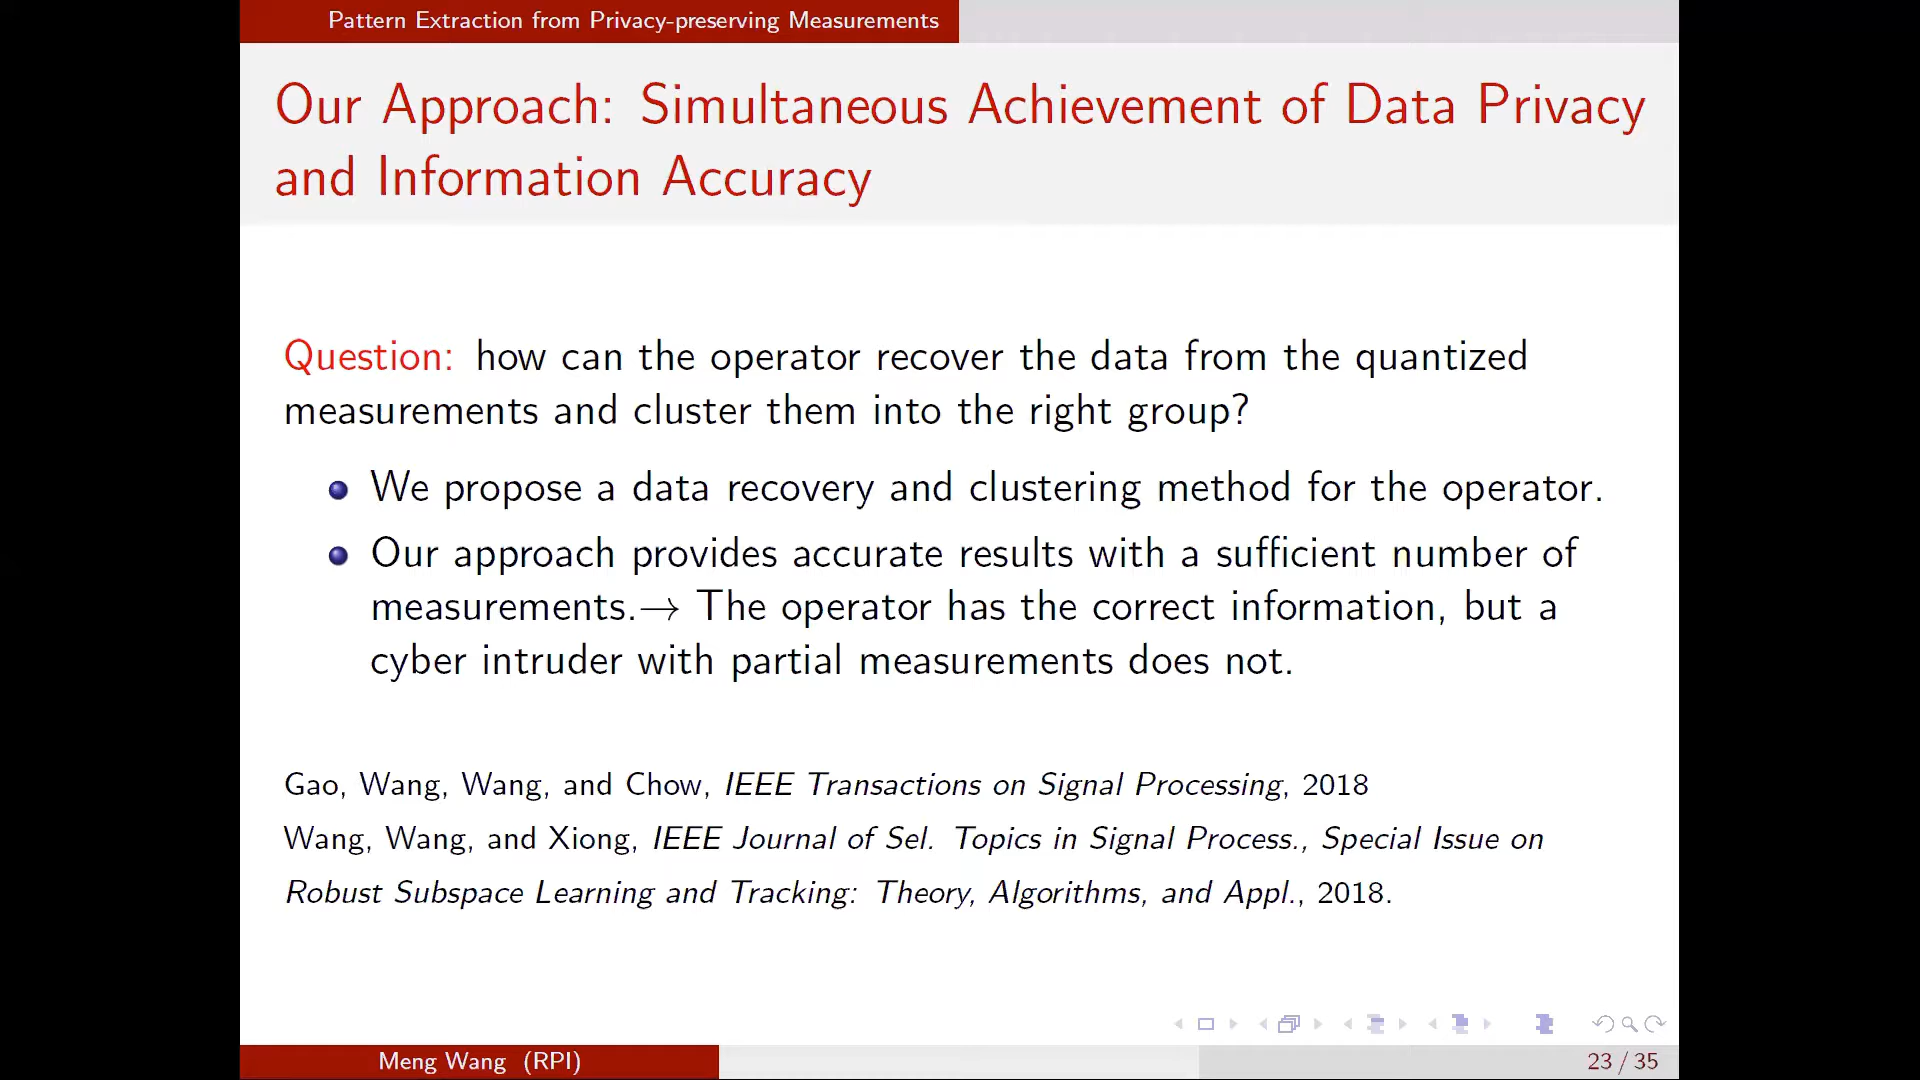 Pattern Extraction from Privacy-preserving Measurements
Our Approach: Simultaneous Achievement of Data Privacy
and Information Accuracy
Question: how can the operator recover the data from the quantized
measurements and cluster them into the right group?
We propose a data recovery and clustering method for the operator.
Our approach provides accurate results with a sufficient number of
measurements.→ The operator has the correct information, but a
cyber intruder with partial measurements does not.
Gao, Wang, Wang, and Chow, IEEE Transactions on Signal Processing, 2018
Wang, Wang, and Xiong, IEEE Journal of Sel. Topics in Signal Process., Special Issue on
Robust Subspace Learning and Tracking: Theory, Algorithms, and Appl., 2018.
Meng Wang (RPI)
23 / 35